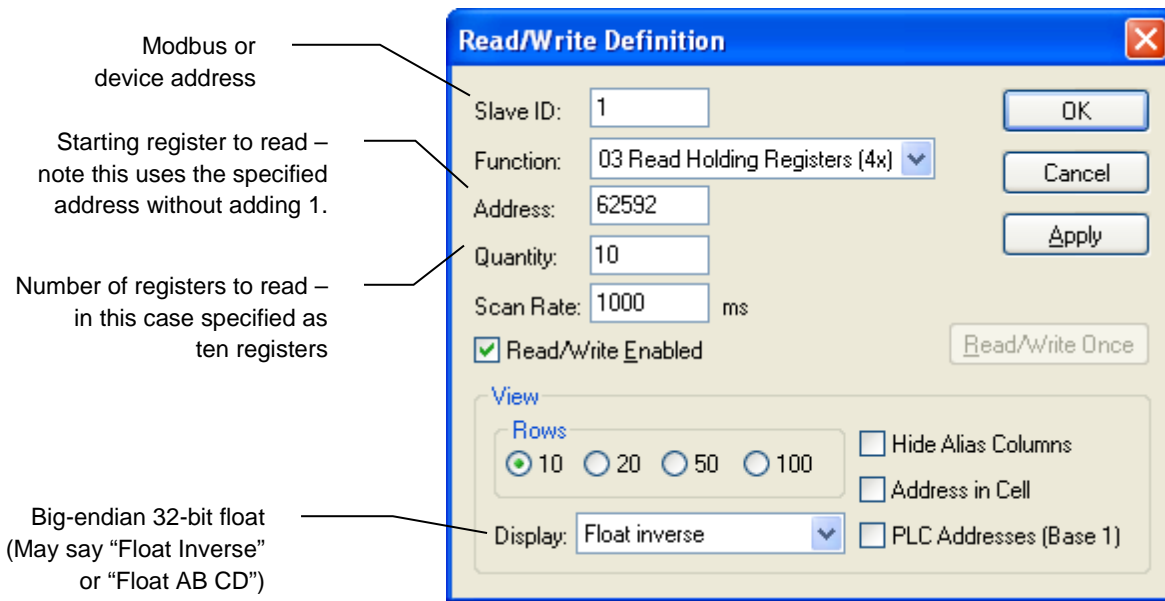 Modbus or
device address
Starting register to read –
note this uses the specified
address without adding 1.
Number of registers to read –
in this case specified as
ten registers
Big-endian 32-bit float
(May say “Float Inverse”
or “Float AB CD”)
Read/Write Definition
Slave ID: 1
OK
Function: 03 Read Holding Registers (4x)
Cancel
Address: 62592
Apply
Quantity: 10
Scan Rate: 1000 ms
Read/Write Enabled
Read/Write Once
View
Rows
10 20 50 100
Hide Alias Columns
Address in Cell
Display: Float inverse
PLC Addresses (Base 1)